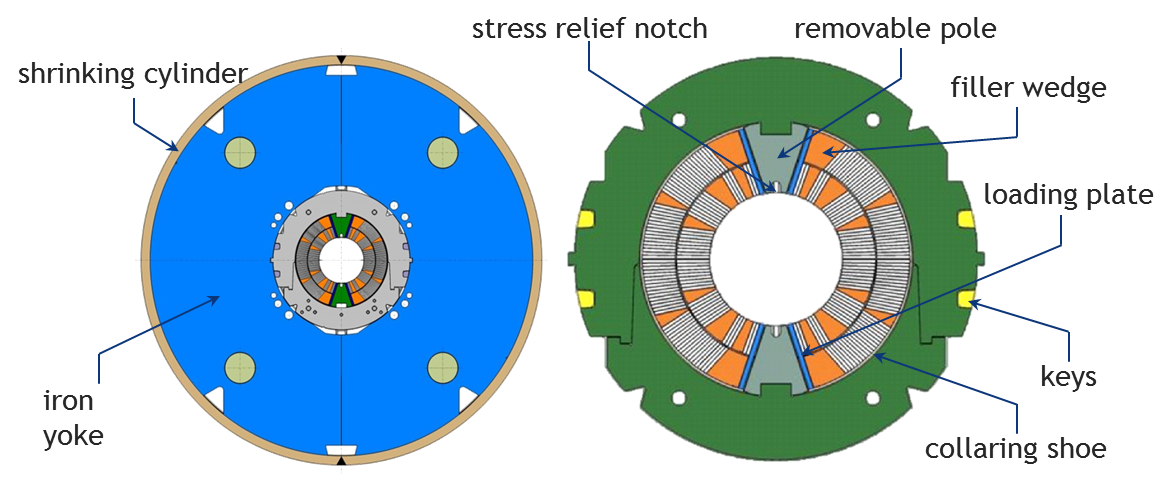 stress relief notch
removable pole
shrinking cylinder
filler wedge
loading plate
iron
yoke
keys
collaring shoe